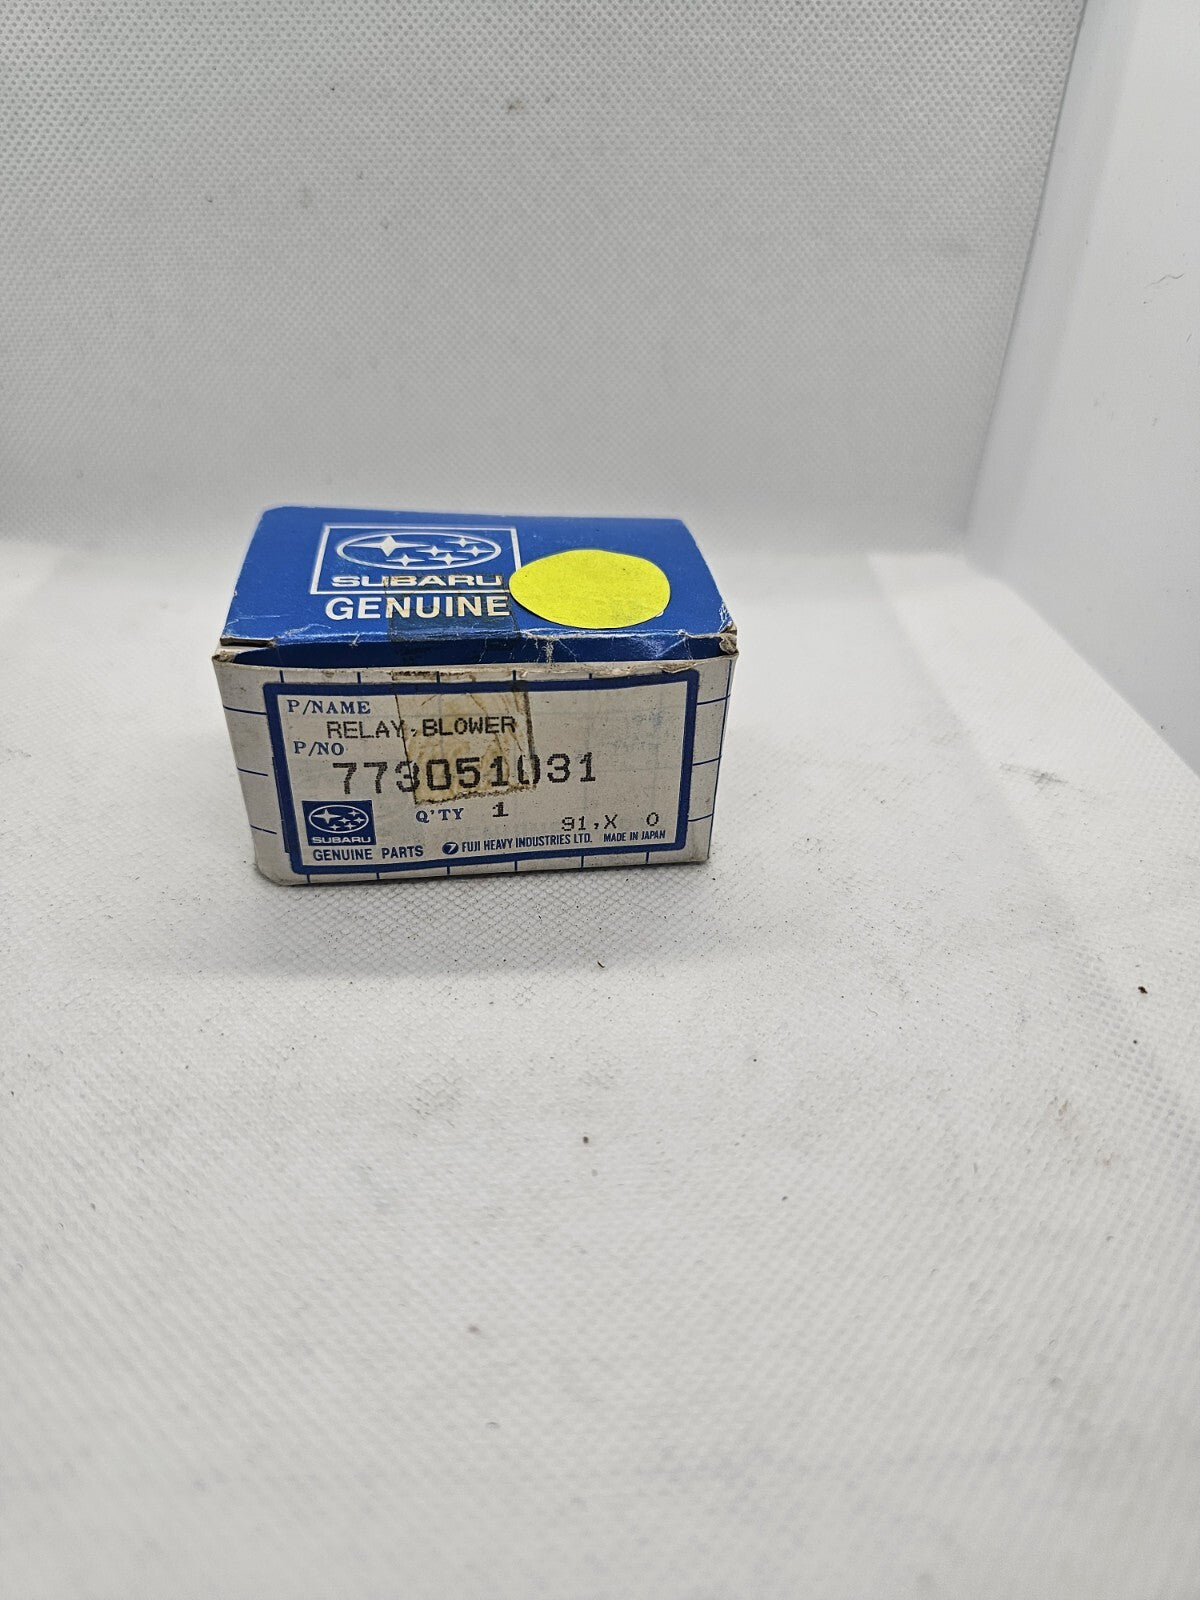 SUBARU
GENUINE
P/NAME
RELAY,BLOWER
P/NO
773051031
Q'TY 1
91,X 0
SUBARU
GENUINE PARTS FUJI HEAVY INDUSTRIES LTD. MADE IN JAPAN